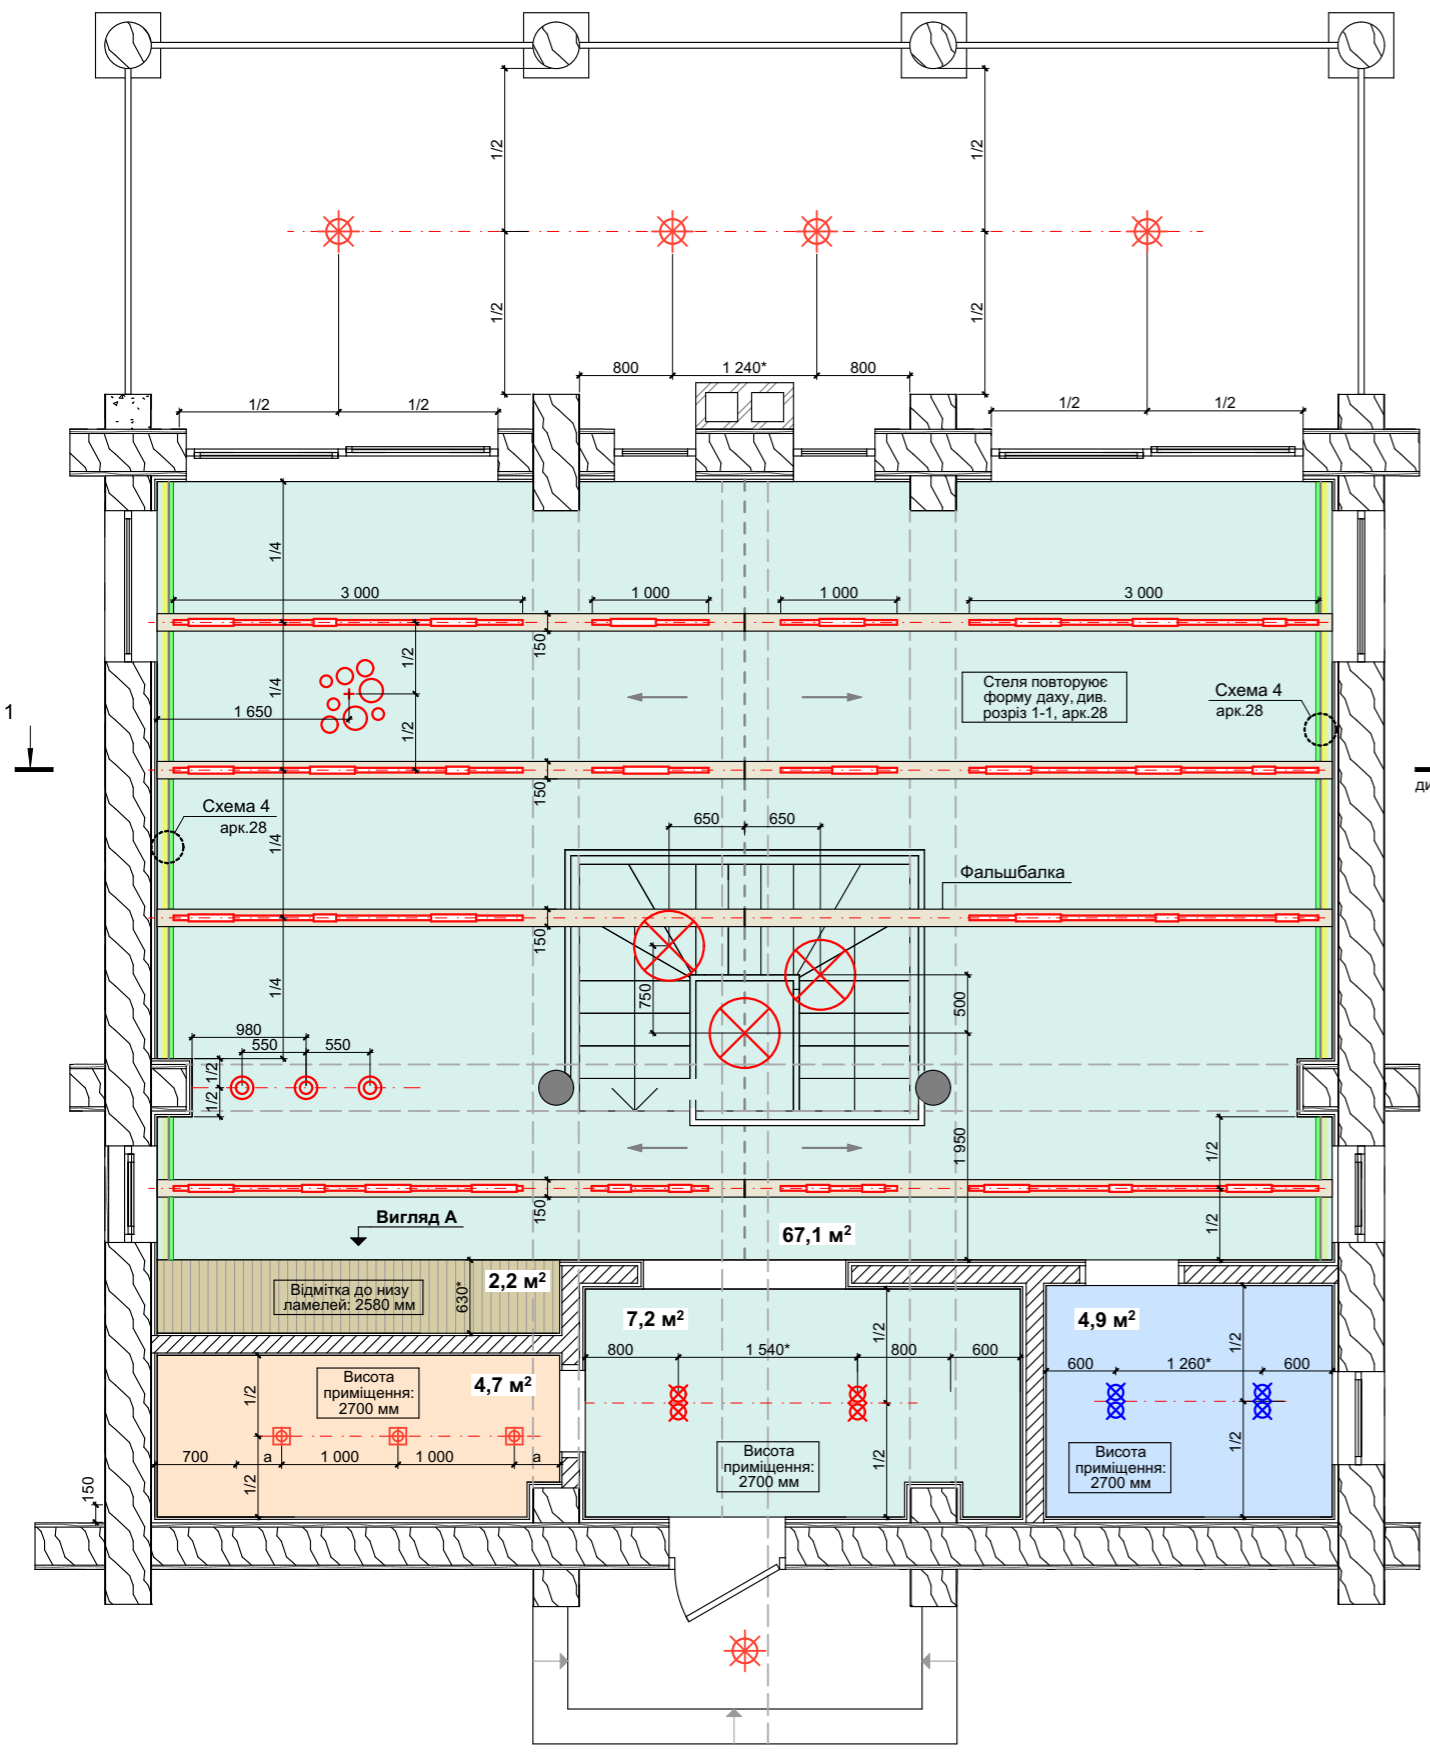 1/2
1/2
1/2
1/2
800
1 240*
800
1/2
1/2
1/2
1/2
1/4
3 000
1 000
1 000
3 000
150
1/2
1/4
1 650
1/2
Стеля повторює
форму даху, див.
розріз 1-1, арк.28
Схема 4
арк.28
1
150
ди
Схема 4
арк.28
1/4
650
650
Фальшбалка
150
1/4
750
500
980
550
550
1/2
1/2
1 950
1/2
150
1/2
Вигляд А
67,1 м²
Відмітка до низу
ламелей: 2580 мм
630*
2,2 м²
7,2 м²
1/2
4,9 м²
1/2
800
1 540*
800
600
600
1 260*
600
Висота
приміщення:
2700 мм
4,7 м²
1/2
700
а
1 000
1 000
а
1/2
Висота
приміщення:
2700 мм
1/2
Висота
приміщення:
2700 мм
1/2
150